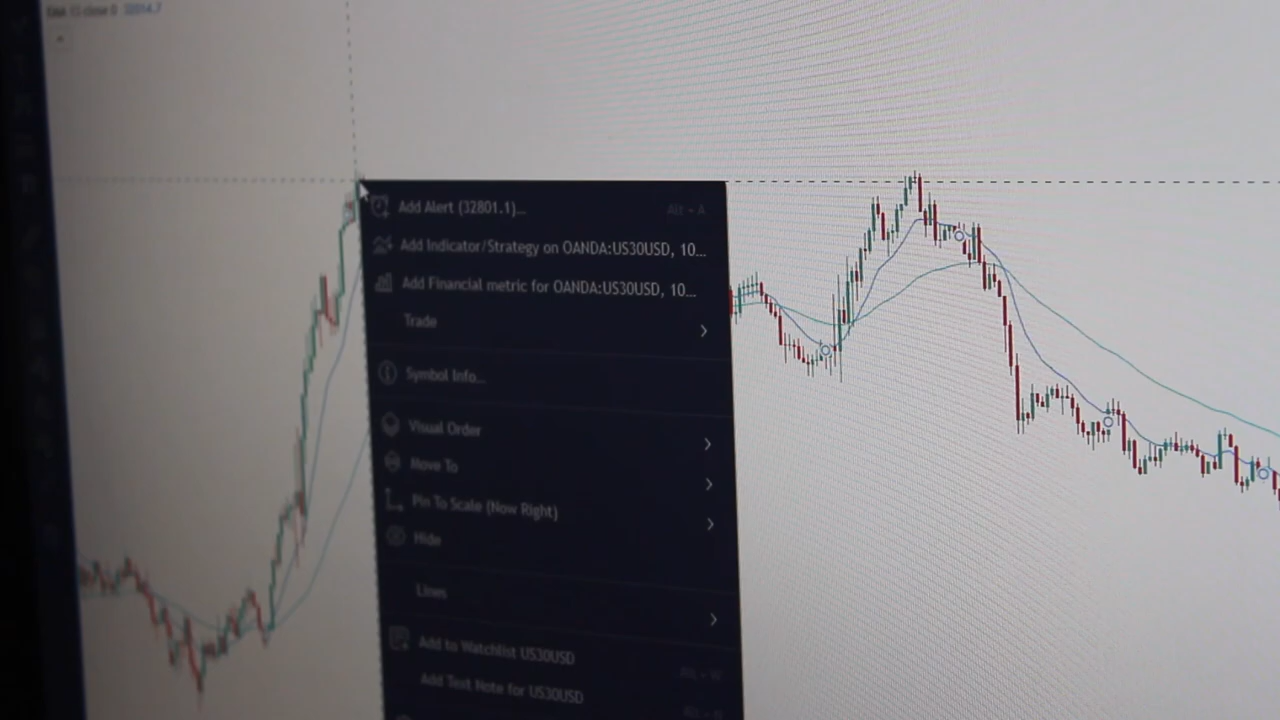 Add Alert (32801.1)...
Alt + A
Add Indicator/Strategy on OANDA:US30USD, 10...
Add Financial metric for OANDA:US30USD, 10...
Trade
Symbol Info...
Visual Order
Move To
Pin To Scale (Now Right)
Hide
Lines
Add to Watchlist US30USD
Alt + W
Add Text Note for US30USD